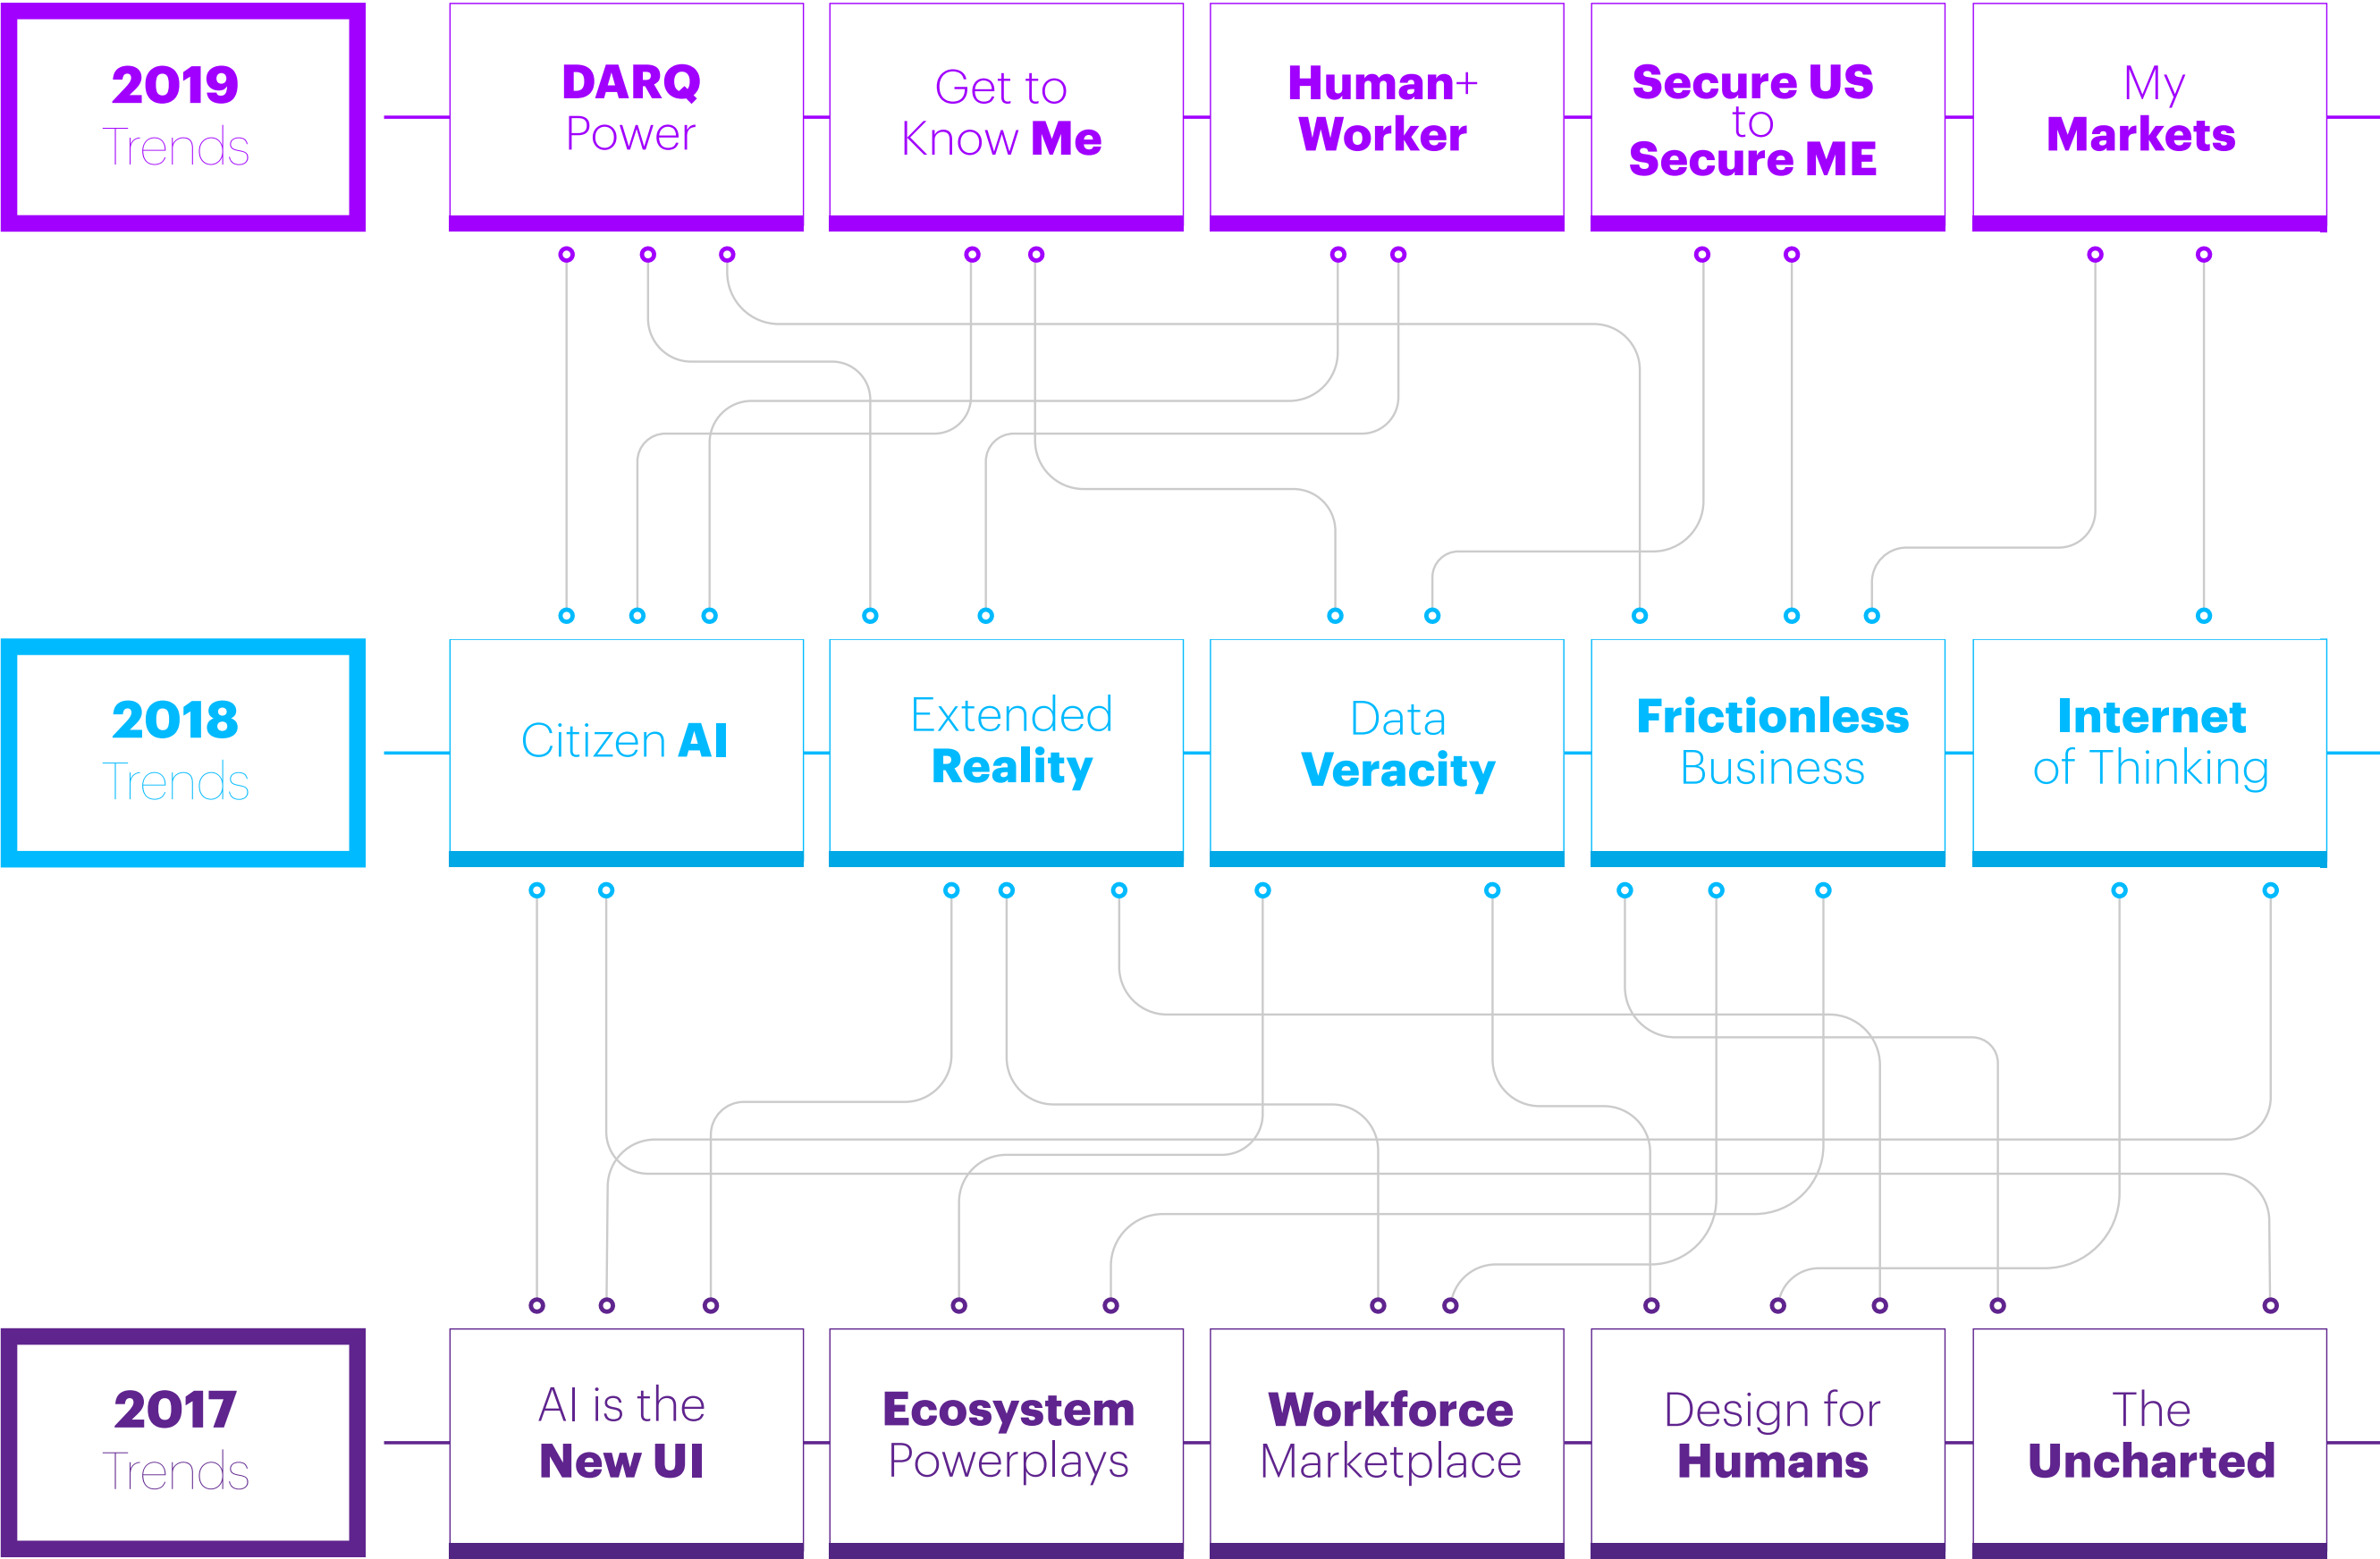 2019
Trends
DARQ
Power
Get to
Know Me
Human+
Worker
Secure US
to
Secure ME
My
Markets
2018
Trends
Citizen AI
Extended
Reality
Data
Veracity
Frictionless
Business
Internet
of Thinking
2017
Trends
AI is the
New UI
Ecosystem
Powerplays
Workforce
Marketplace
Design for
Humans
The
Uncharted